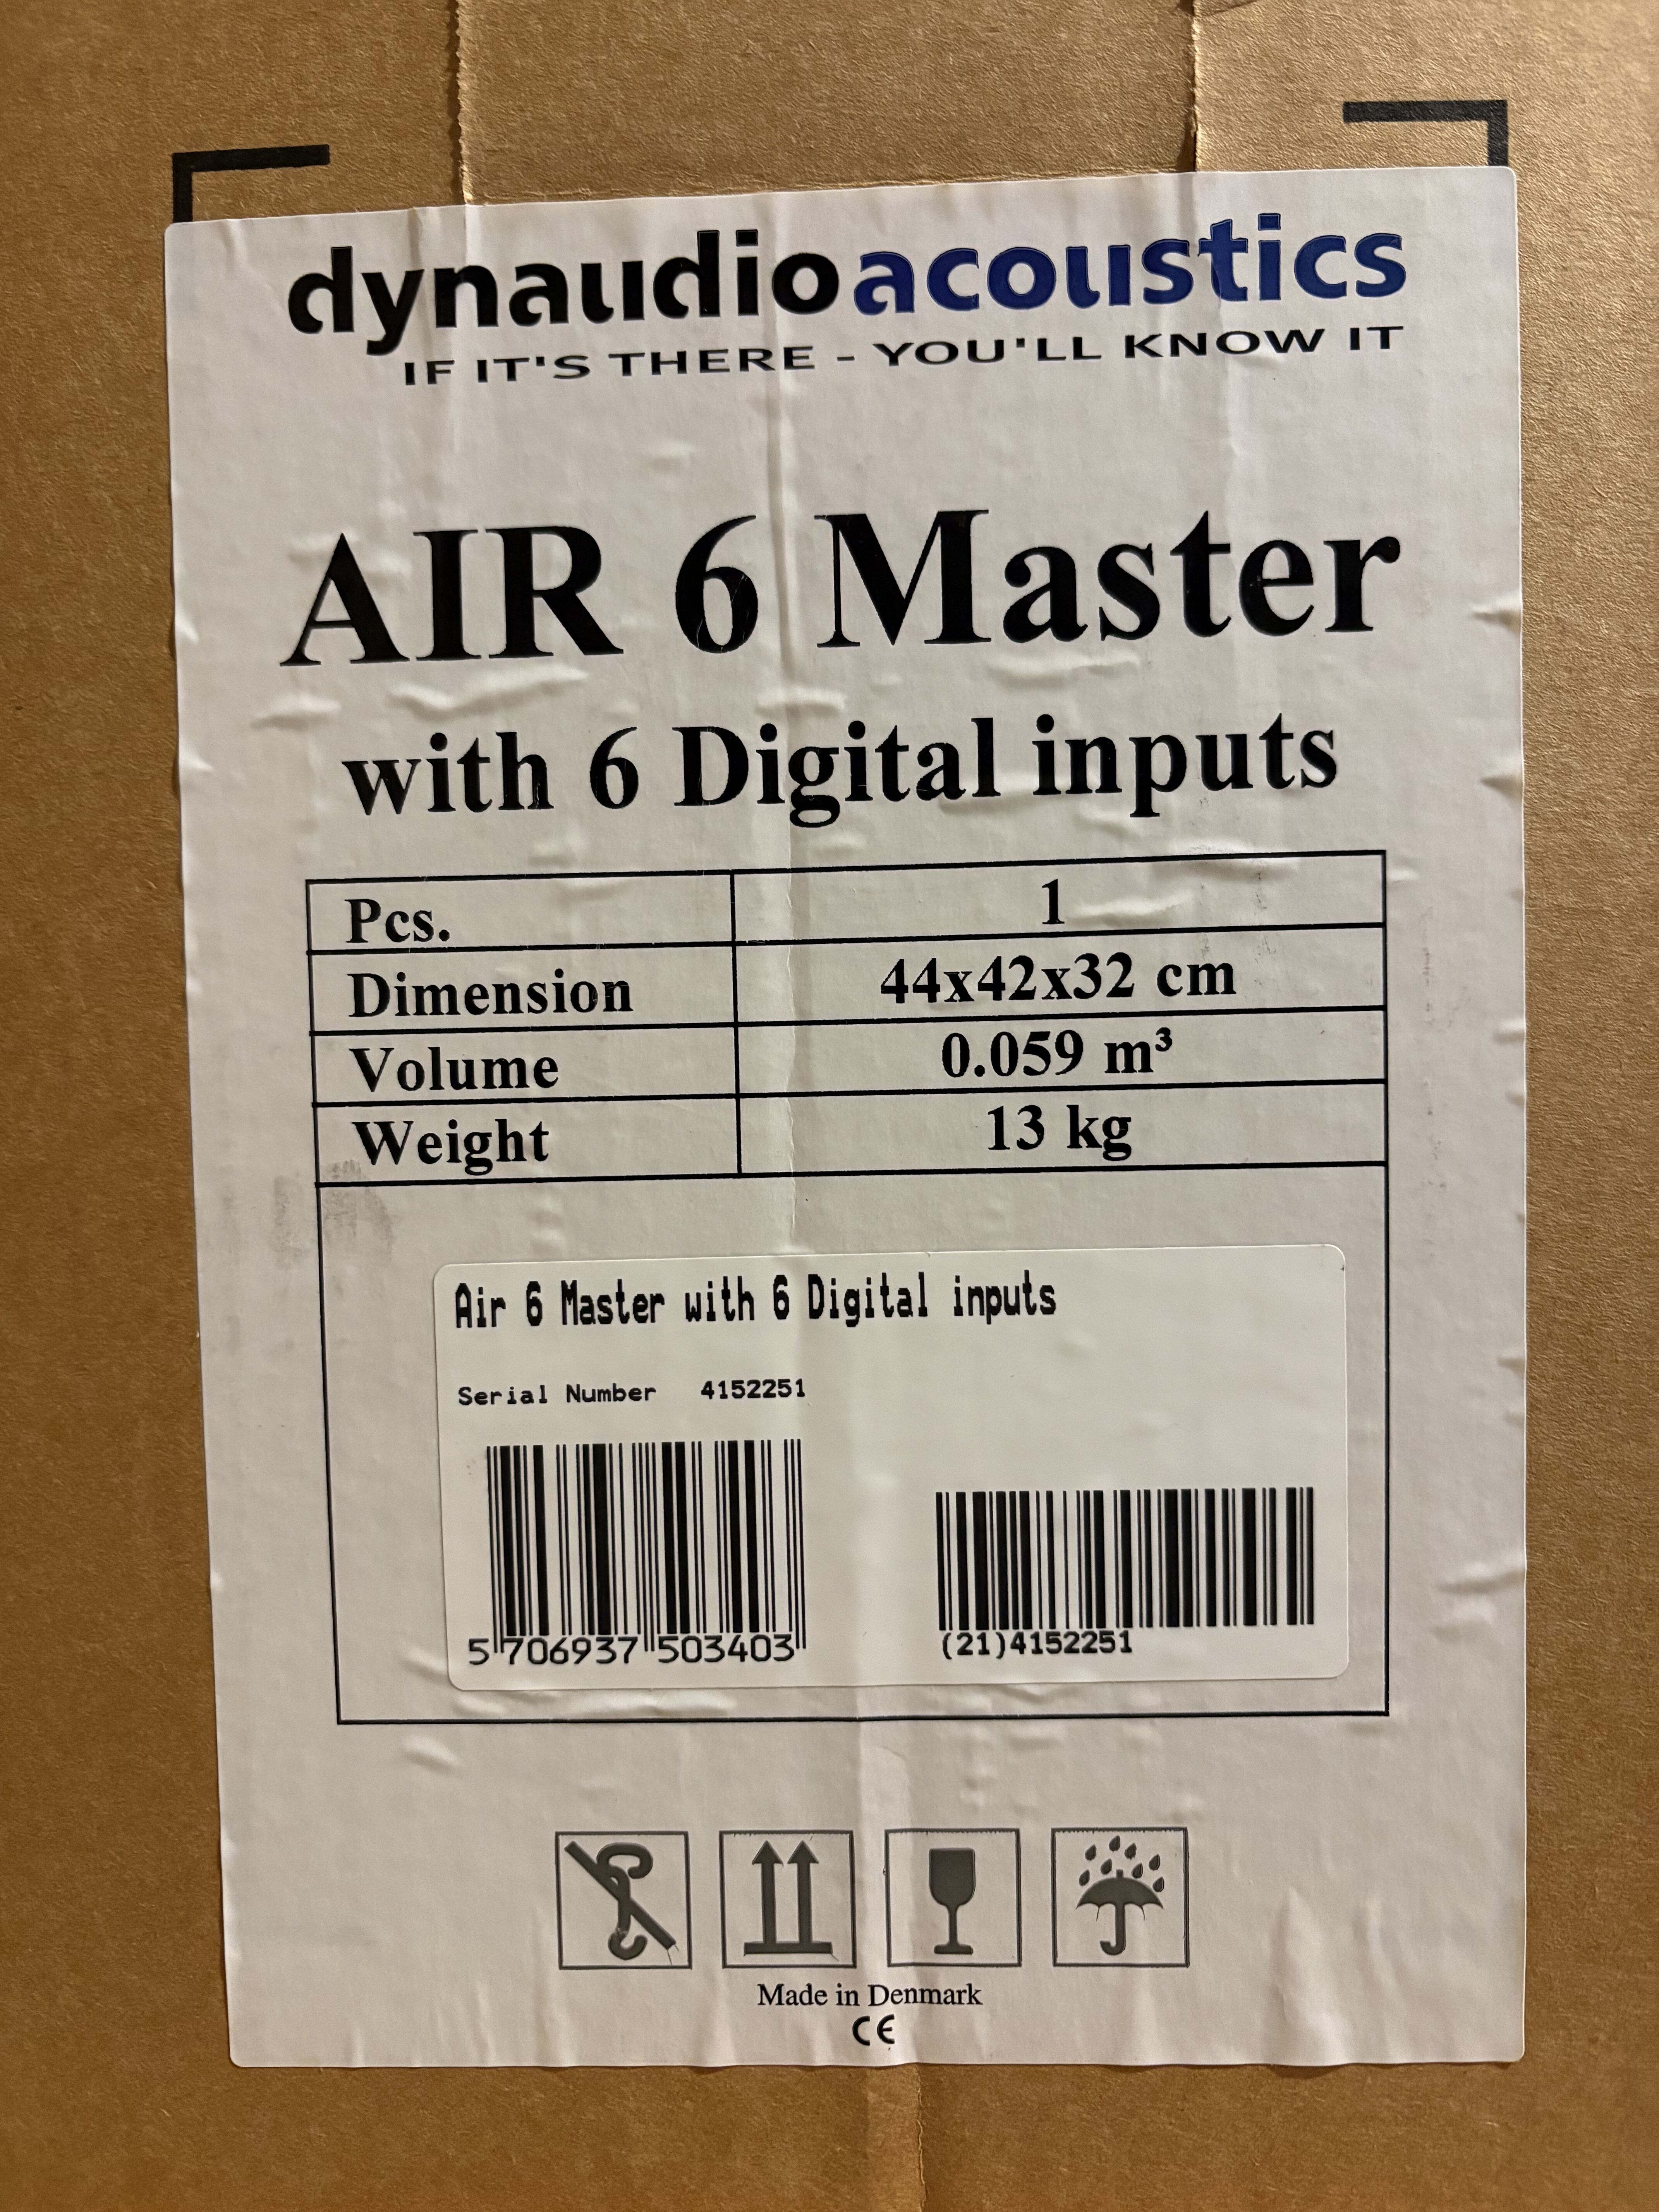 dynaudioacoustics
IF IT'S THERE - YOU'LL KNOW IT
AIR 6 Master
with 6 Digital inputs
Pcs. 1
Dimension 44x42x32 cm
Volume 0.059 m³
Weight 13 kg
Air 6 Master with 6 Digital inputs
Serial Number 4152251
5 706937 503403
(21)4152251
Made in Denmark
CE